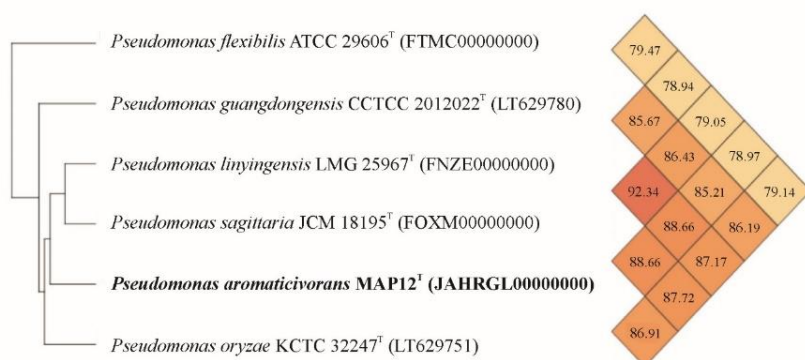 Pseudomonas flexibilis ATCC 29606ᵀ (FTMC00000000)
79.47
78.94
Pseudomonas guangdongensis CCTCC 2012022ᵀ (LT629780)
85.67
79.05
86.43
78.97
Pseudomonas linyingensis LMG 25967ᵀ (FNZE00000000)
92.34
85.21
79.14
Pseudomonas sagittaria JCM 18195ᵀ (FOXM00000000)
88.66
86.19
88.66
87.17
Pseudomonas aromaticivorans MAP12ᵀ (JAHRGL00000000)
87.72
Pseudomonas oryzae KCTC 32247ᵀ (LT629751)
86.91